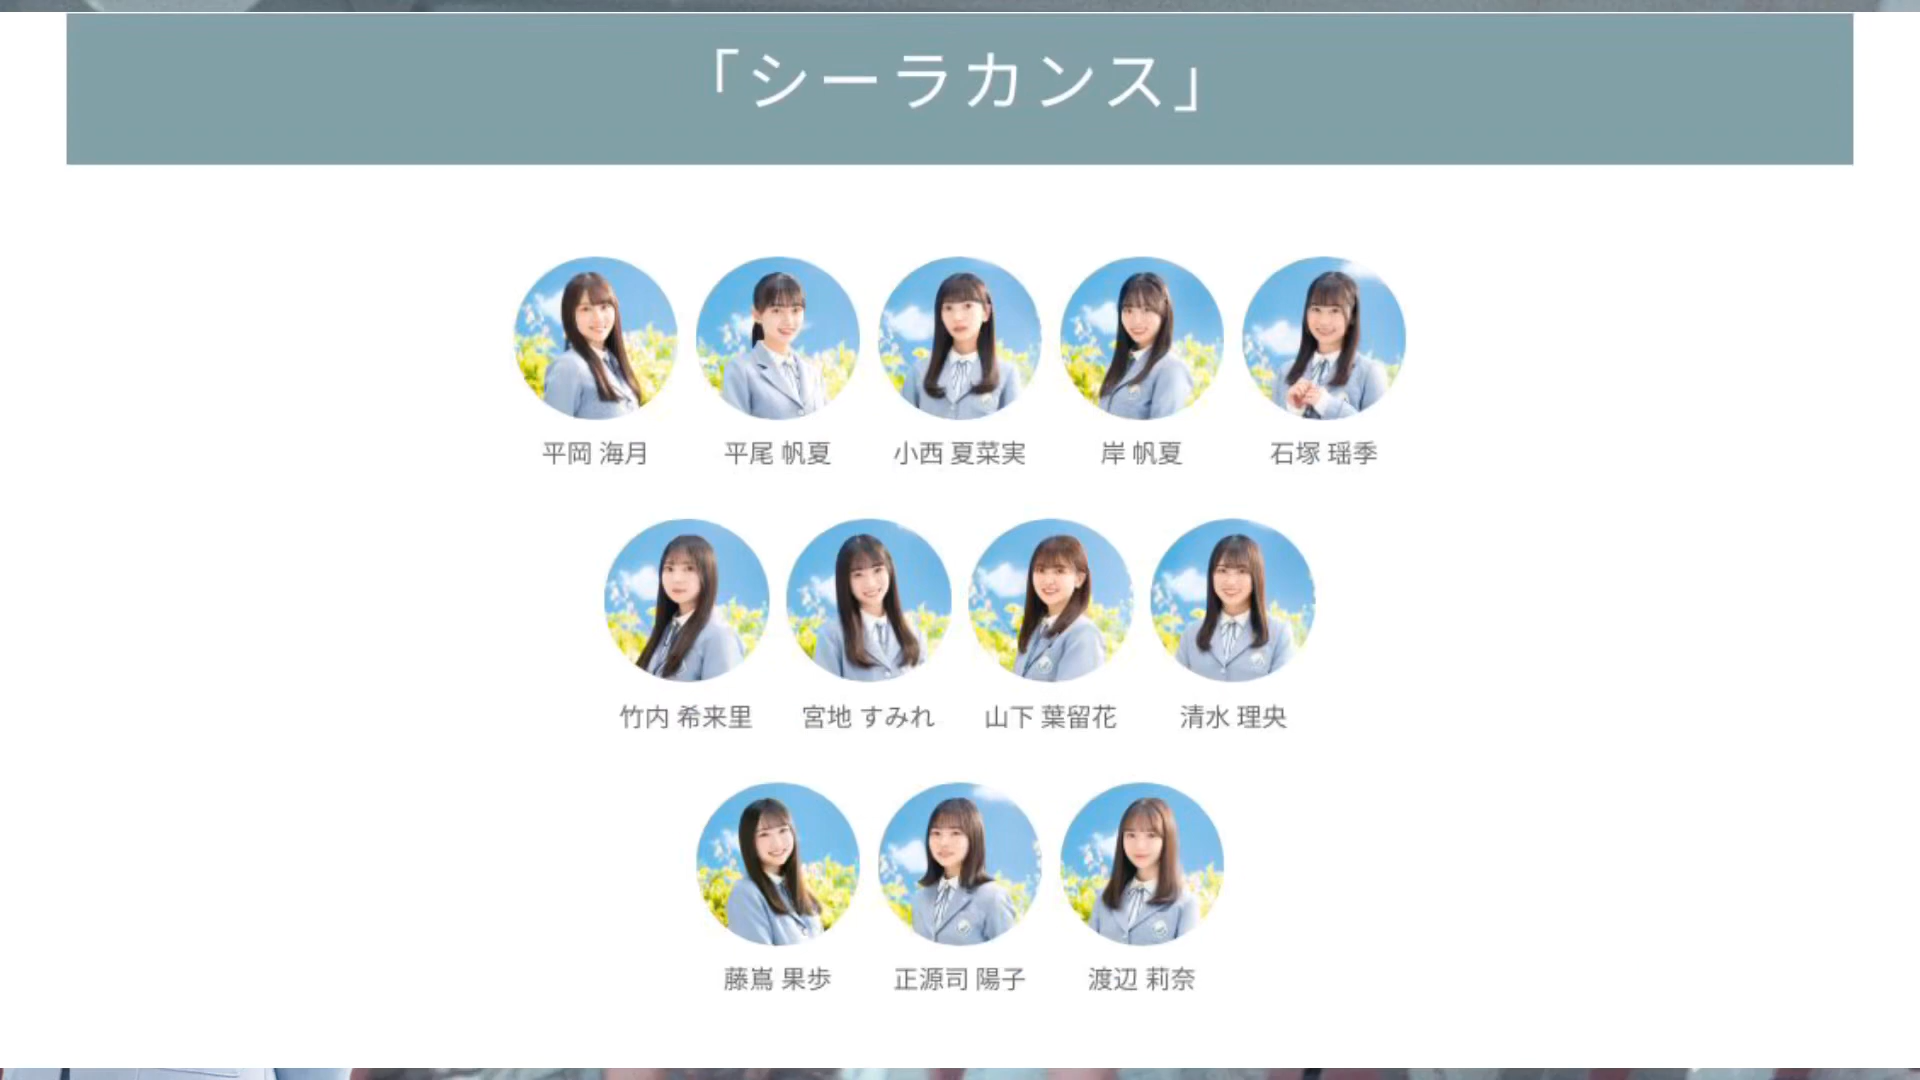 「シーラカンス」
平岡 海月 平尾 帆夏 小西 夏菜実 岸 帆夏 石塚 瑶季
竹内 希来里 宮地 すみれ 山下 葉留花 清水 理央
藤嶌 果歩 正源司 陽子 渡辺 莉奈